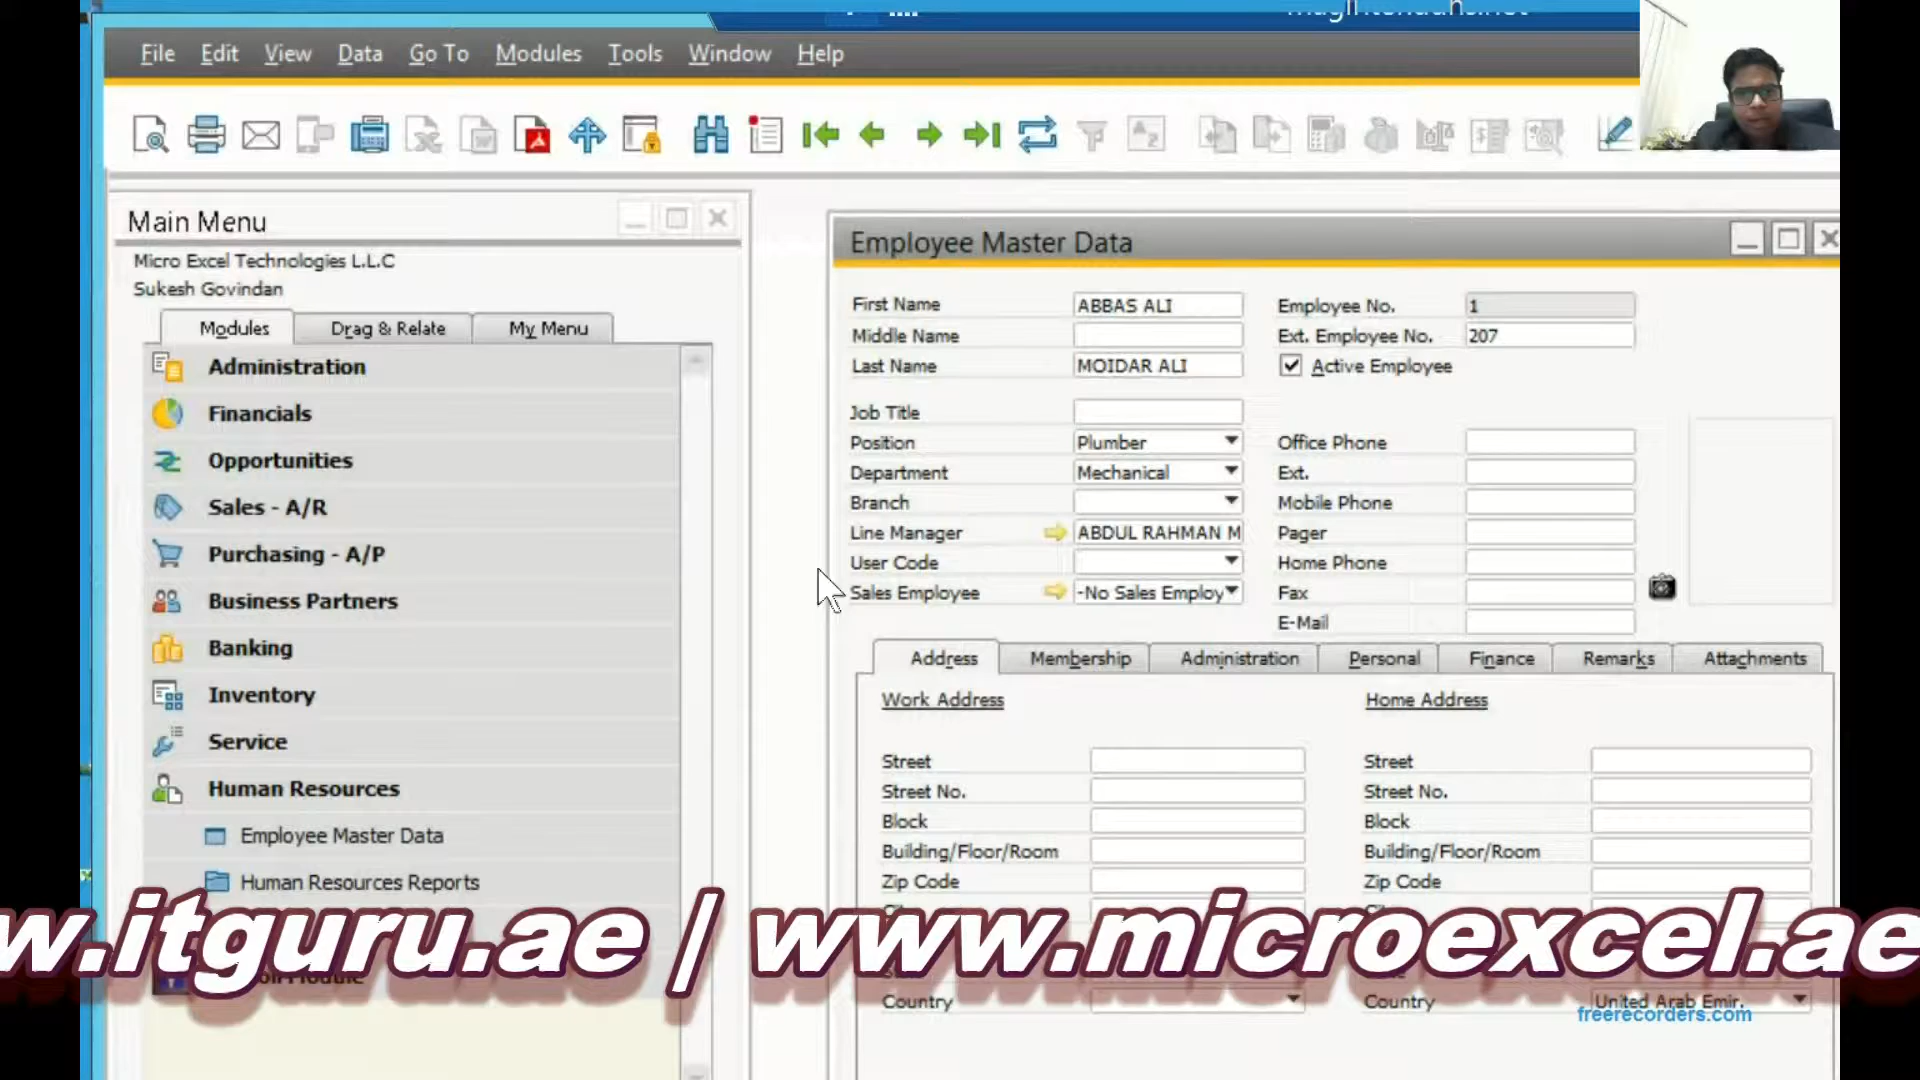 File Edit View Data Go To Modules Tools Window Help
Main Menu
Micro Excel Technologies L.L.C
Sukesh Govindan
Modules Drag & Relate My Menu
Administration
Financials
Opportunities
Sales - A/R
Purchasing - A/P
Business Partners
Banking
Inventory
Service
Human Resources
Employee Master Data
Human Resources Reports
Employee Master Data
First Name ABBAS ALI
Middle Name
Last Name MOIDAR ALI
Employee No. 1
Ext. Employee No. 207
Active Employee
Job Title
Position Plumber
Department Mechanical
Branch
Line Manager ABDUL RAHMAN M
User Code
Sales Employee -No Sales Employ
Office Phone
Ext.
Mobile Phone
Pager
Home Phone
Fax
E-Mail
Address Membership Administration Personal Finance Remarks Attachments
Work Address
Street
Street No.
Block
Building/Floor/Room
Zip Code
Country
Home Address
Street
Street No.
Block
Building/Floor/Room
Zip Code
Country United Arab Emir.
w.itguru.ae / www.microexcel.ae
freerecorders.com